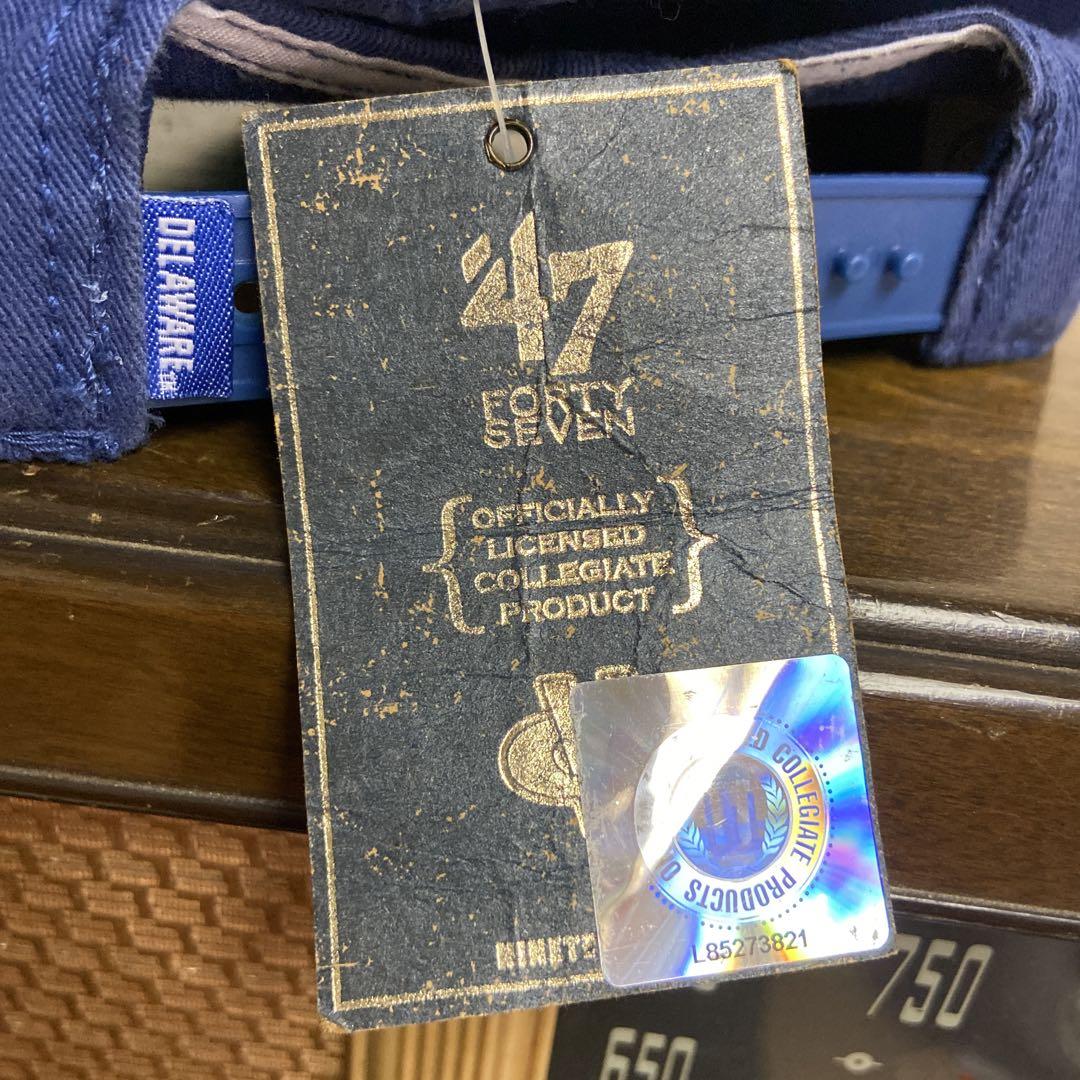 DELAWARE
'47
FORTY
SEVEN
OFFICIALLY
LICENSED
COLLEGIATE
PRODUCT
COLLEGIATE PRODUCTS
L85273821
750
650